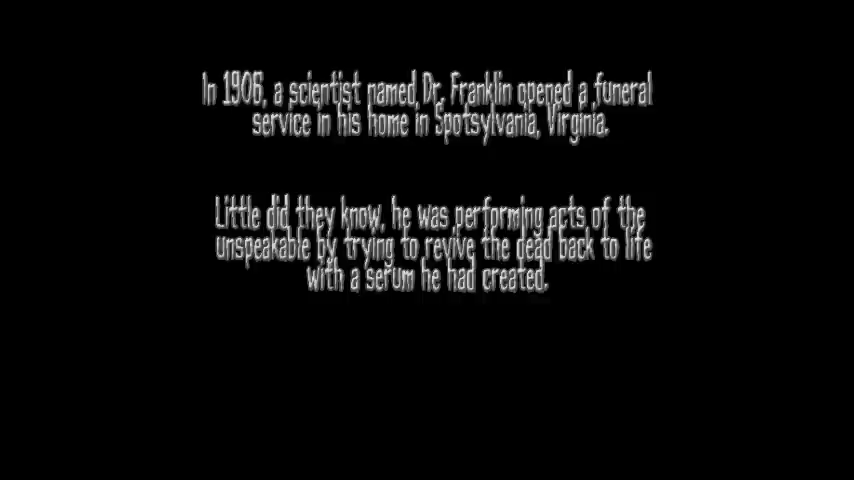 In 1906, a scientist named, Dr. Franklin opened a funeral
service in his home in Spotsylvania, Virginia.
Little did they know, he was performing acts of the
unspeakable by trying to revive the dead back to life
with a serum he had created.